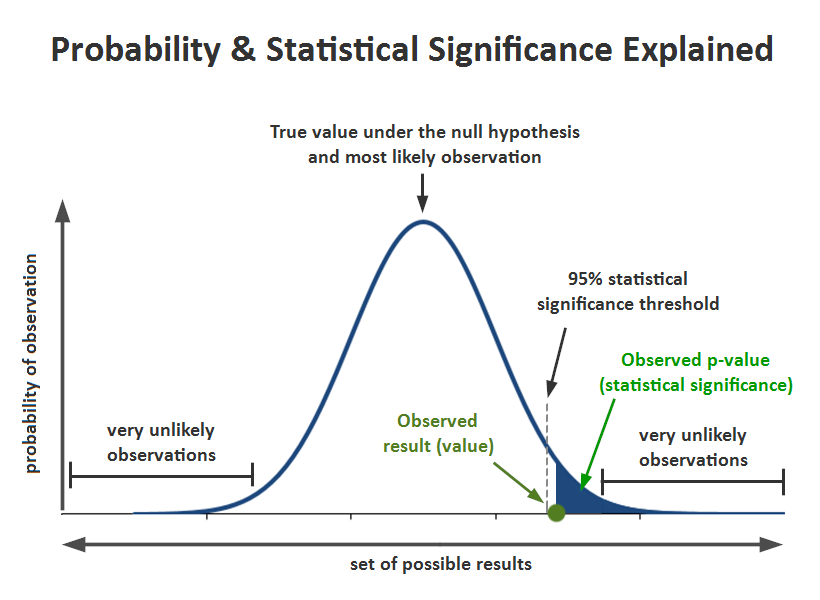 Probability & Statistical Significance Explained
True value under the null hypothesis
and most likely observation
probability of observation
95% statistical
significance threshold
Observed p-value
(statistical significance)
Observed
result (value)
very unlikely
observations
very unlikely
observations
set of possible results